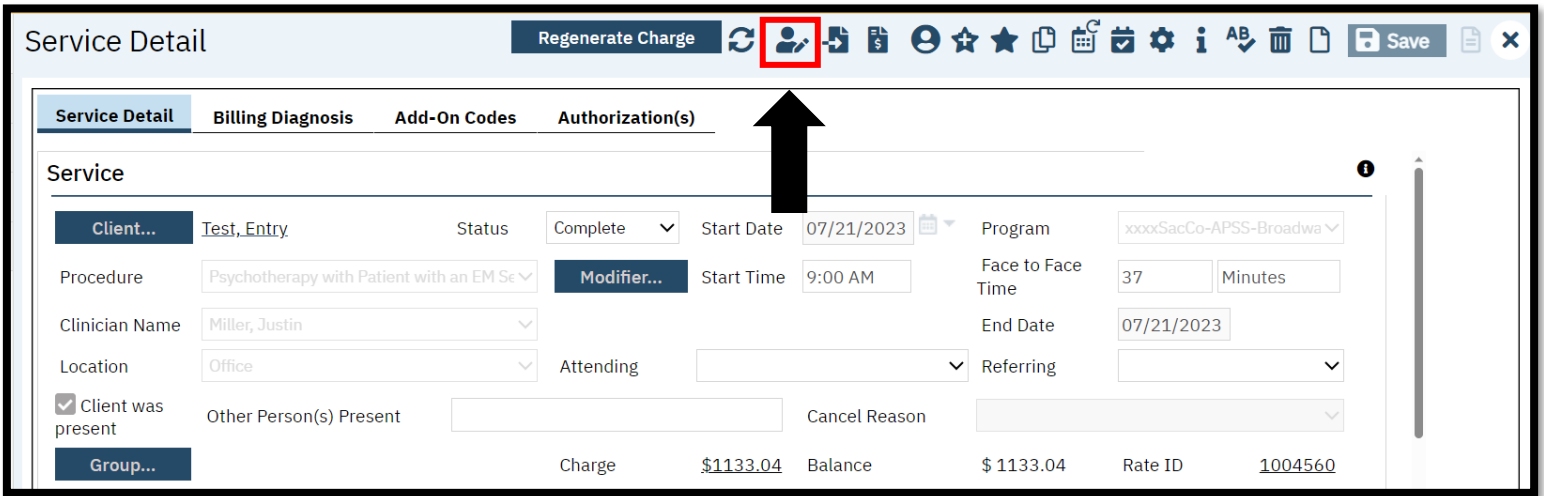 Service Detail
Regenerate Charge
AB
Save
Service Detail Billing Diagnosis Add-On Codes Authorization(s)
Service
Client... Test, Entry Status Complete Start Date 07/21/2023 Program xxxxSacCo-APSS-Broadwa
Procedure Psychotherapy with Patient with an EM Se Modifier... Start Time 9:00 AM Face to Face Time 37 Minutes
Clinician Name Miller, Justin End Date 07/21/2023
Location Office Attending Referring
Client was present Other Person(s) Present Cancel Reason
Group... Charge $1133.04 Balance $ 1133.04 Rate ID 1004560